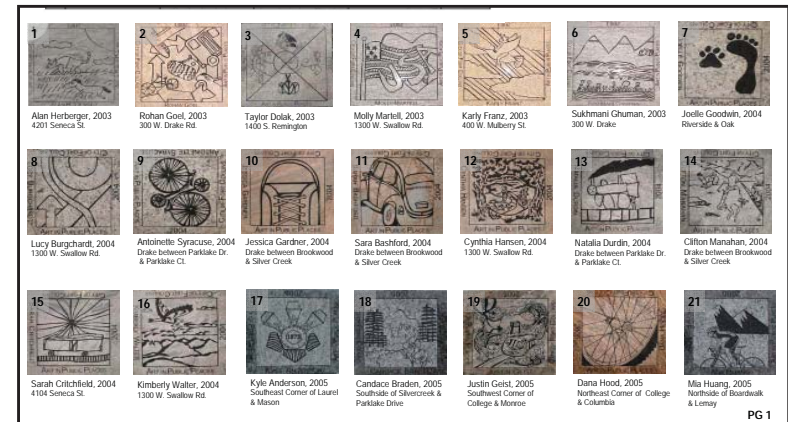 1
2
3
4
5
6
7
Alan Herberger, 2003
4201 Seneca St.
Rohan Goel, 2003
300 W. Drake Rd.
Taylor Dolak, 2003
1400 S. Remington
Molly Martell, 2003
1300 W. Swallow Rd.
Karly Franz, 2003
400 W. Mulberry St.
Sukhmani Ghuman, 2003
300 W. Drake
Joelle Goodwin, 2004
Riverside & Oak
8
9
10
11
12
13
14
Lucy Burgchardt, 2004
1300 W. Swallow Rd.
Antoinette Syracuse, 2004
Drake between Parklake Dr.
& Parklake Ct.
Jessica Gardner, 2004
Drake between Brookwood
& Silver Creek
Sara Bashford, 2004
Drake between Brookwood
& Silver Creek
Cynthia Hansen, 2004
1300 W. Swallow Rd.
Natalia Durdin, 2004
Drake between Parklake Dr.
& Parklake Ct.
Clifton Manahan, 2004
Drake between Brookwood
& Silver Creek
15
16
17
18
19
20
21
Sarah Critchfield, 2004
4104 Seneca St.
Kimberly Walter, 2004
1300 W. Swallow Rd.
Kyle Anderson, 2005
Southeast Corner of Laurel
& Mason
Candace Braden, 2005
Southside of Silvercreek &
Parklake Drive
Justin Geist, 2005
Southwest Corner of
College & Monroe
Dana Hood, 2005
Northeast Corner of College
& Columbia
Mia Huang, 2005
Northside of Boardwalk
& Lemay
PG 1